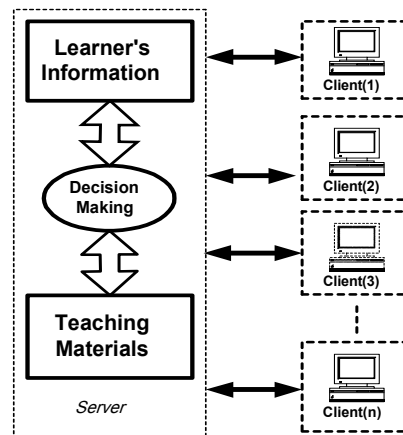 Learner's
Information
Decision
Making
Teaching
Materials
Server
Client(1)
Client(2)
Client(3)
Client(n)